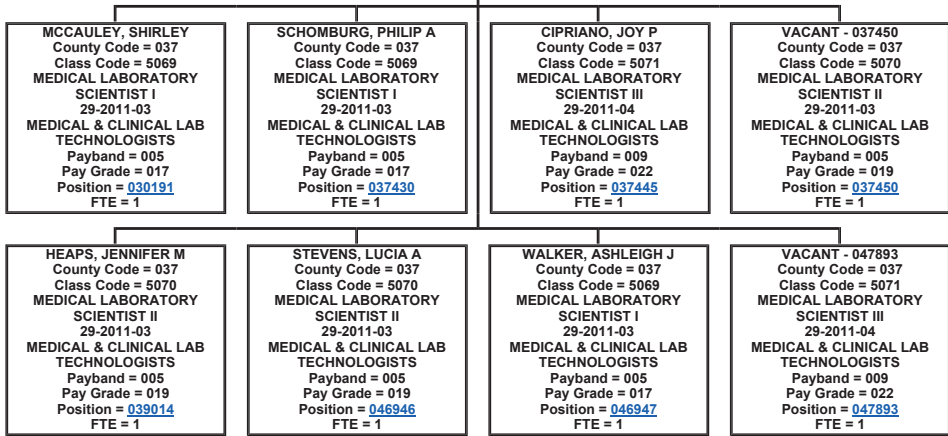 MCCAULEY, SHIRLEY
County Code = 037
Class Code = 5069
MEDICAL LABORATORY
SCIENTIST I
29-2011-03
MEDICAL & CLINICAL LAB
TECHNOLOGISTS
Payband = 005
Pay Grade = 017
Position = 030191
FTE = 1
SCHOMBURG, PHILIP A
County Code = 037
Class Code = 5069
MEDICAL LABORATORY
SCIENTIST I
29-2011-03
MEDICAL & CLINICAL LAB
TECHNOLOGISTS
Payband = 005
Pay Grade = 017
Position = 037430
FTE = 1
CIPRIANO, JOY P
County Code = 037
Class Code = 5071
MEDICAL LABORATORY
SCIENTIST III
29-2011-04
MEDICAL & CLINICAL LAB
TECHNOLOGISTS
Payband = 009
Pay Grade = 022
Position = 037445
FTE = 1
VACANT - 037450
County Code = 037
Class Code = 5070
MEDICAL LABORATORY
SCIENTIST II
29-2011-03
MEDICAL & CLINICAL LAB
TECHNOLOGISTS
Payband = 005
Pay Grade = 019
Position = 037450
FTE = 1
HEAPS, JENNIFER M
County Code = 037
Class Code = 5070
MEDICAL LABORATORY
SCIENTIST II
29-2011-03
MEDICAL & CLINICAL LAB
TECHNOLOGISTS
Payband = 005
Pay Grade = 019
Position = 039014
FTE = 1
STEVENS, LUCIA A
County Code = 037
Class Code = 5070
MEDICAL LABORATORY
SCIENTIST II
29-2011-03
MEDICAL & CLINICAL LAB
TECHNOLOGISTS
Payband = 005
Pay Grade = 019
Position = 046946
FTE = 1
WALKER, ASHLEIGH J
County Code = 037
Class Code = 5069
MEDICAL LABORATORY
SCIENTIST I
29-2011-03
MEDICAL & CLINICAL LAB
TECHNOLOGISTS
Payband = 005
Pay Grade = 017
Position = 046947
FTE = 1
VACANT - 047893
County Code = 037
Class Code = 5071
MEDICAL LABORATORY
SCIENTIST III
29-2011-04
MEDICAL & CLINICAL LAB
TECHNOLOGISTS
Payband = 009
Pay Grade = 022
Position = 047893
FTE = 1